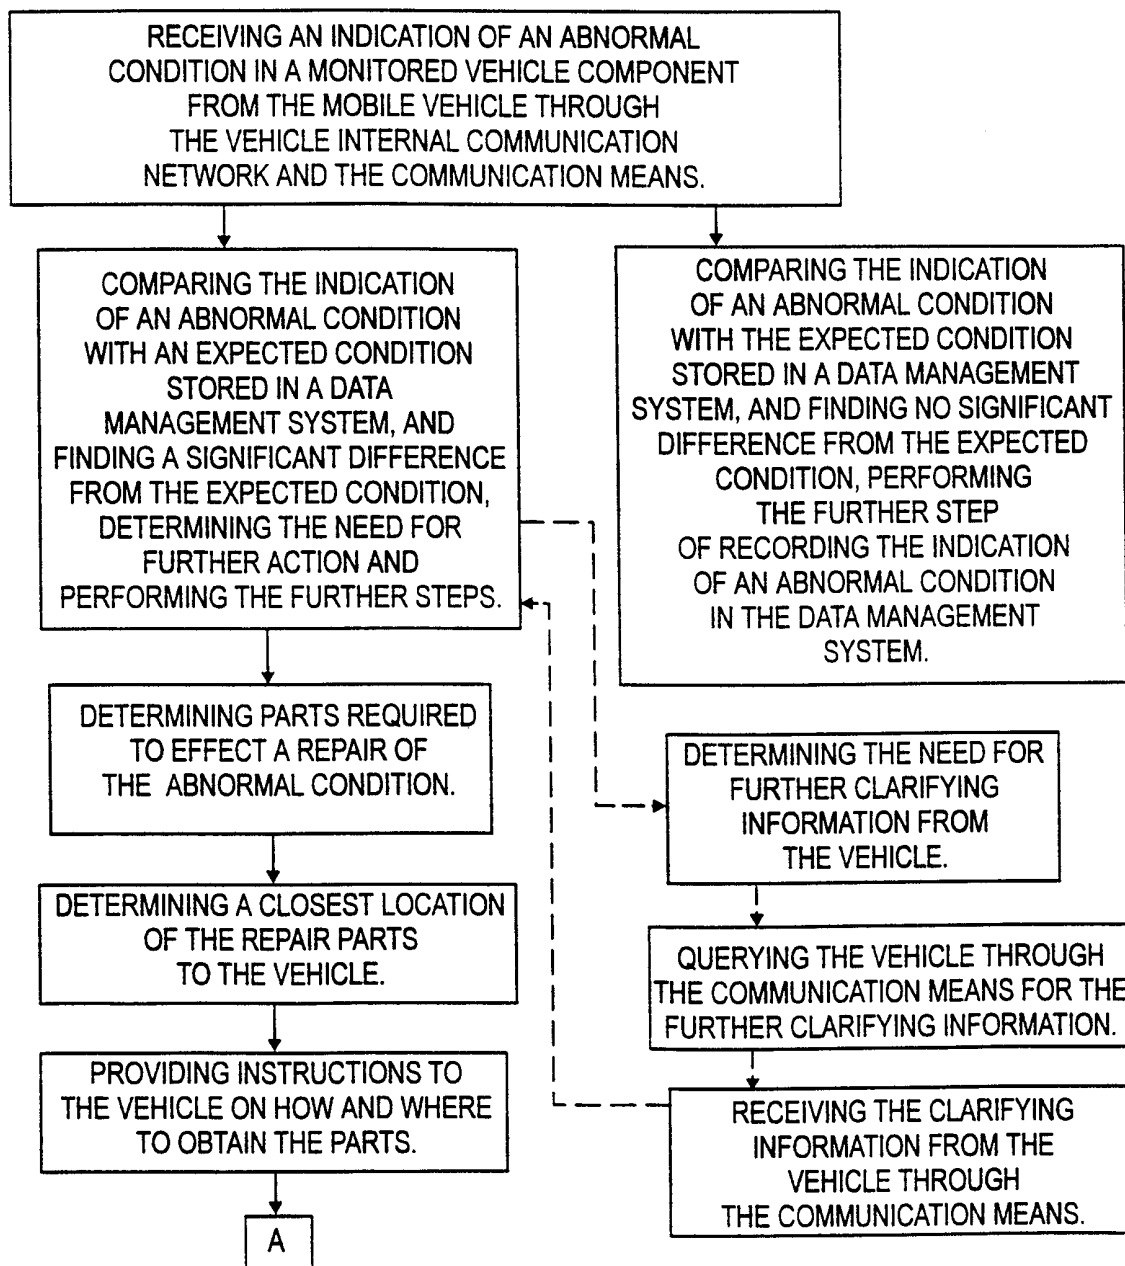 RECEIVING AN INDICATION OF AN ABNORMAL
CONDITION IN A MONITORED VEHICLE COMPONENT
FROM THE MOBILE VEHICLE THROUGH
THE VEHICLE INTERNAL COMMUNICATION
NETWORK AND THE COMMUNICATION MEANS.
COMPARING THE INDICATION
OF AN ABNORMAL CONDITION
WITH AN EXPECTED CONDITION
STORED IN A DATA
MANAGEMENT SYSTEM, AND
FINDING A SIGNIFICANT DIFFERENCE
FROM THE EXPECTED CONDITION,
DETERMINING THE NEED FOR
FURTHER ACTION AND
PERFORMING THE FURTHER STEPS.
COMPARING THE INDICATION
OF AN ABNORMAL CONDITION
WITH THE EXPECTED CONDITION
STORED IN A DATA MANAGEMENT
SYSTEM, AND FINDING NO SIGNIFICANT
DIFFERENCE FROM THE EXPECTED
CONDITION, PERFORMING
THE FURTHER STEP
OF RECORDING THE INDICATION
OF AN ABNORMAL CONDITION
IN THE DATA MANAGEMENT
SYSTEM.
DETERMINING PARTS REQUIRED
TO EFFECT A REPAIR OF
THE ABNORMAL CONDITION.
DETERMINING A CLOSEST LOCATION
OF THE REPAIR PARTS
TO THE VEHICLE.
PROVIDING INSTRUCTIONS TO
THE VEHICLE ON HOW AND WHERE
TO OBTAIN THE PARTS.
A
DETERMINING THE NEED FOR
FURTHER CLARIFYING
INFORMATION FROM
THE VEHICLE.
QUERYING THE VEHICLE THROUGH
THE COMMUNICATION MEANS FOR THE
FURTHER CLARIFYING INFORMATION.
RECEIVING THE CLARIFYING
INFORMATION FROM THE
VEHICLE THROUGH
THE COMMUNICATION MEANS.